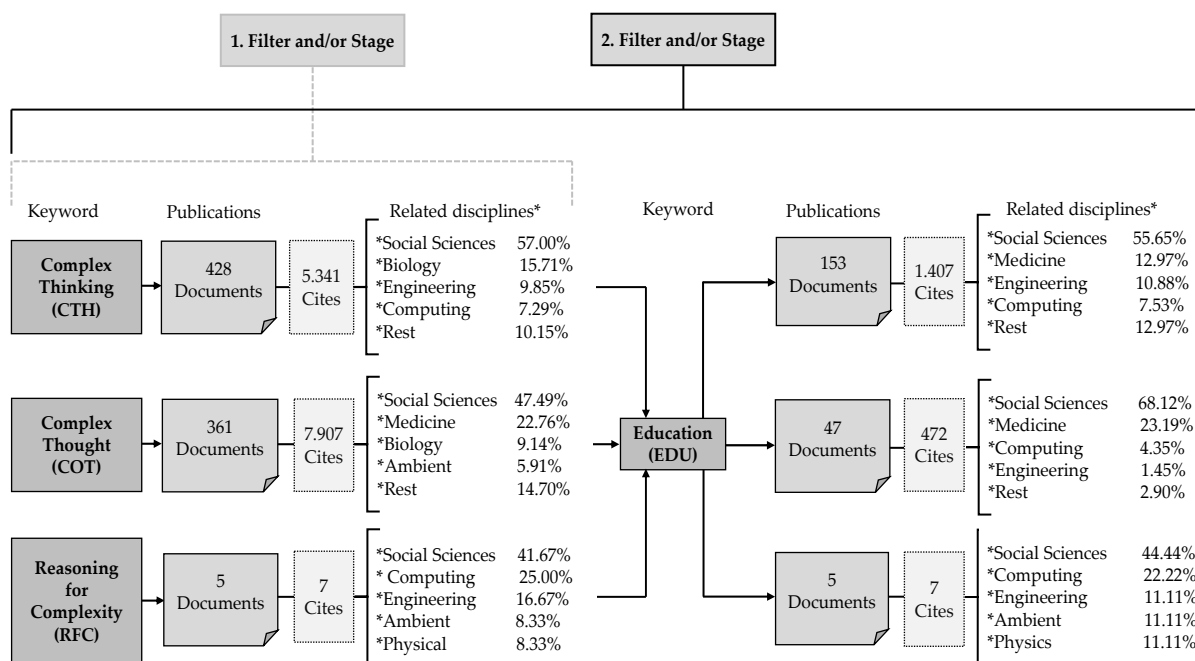 1. Filter and/or Stage
2. Filter and/or Stage
Keyword
Publications
Related disciplines*
Keyword
Publications
Related disciplines*
Complex
Thinking
(CTH)
428
Documents
5.341
Cites
*Social Sciences 57.00%
*Biology 15.71%
*Engineering 9.85%
*Computing 7.29%
*Rest 10.15%
153
Documents
1.407
Cites
*Social Sciences 55.65%
*Medicine 12.97%
*Engineering 10.88%
*Computing 7.53%
*Rest 12.97%
Complex
Thought
(COT)
361
Documents
7.907
Cites
*Social Sciences 47.49%
*Medicine 22.76%
*Biology 9.14%
*Ambient 5.91%
*Rest 14.70%
Education
(EDU)
47
Documents
472
Cites
*Social Sciences 68.12%
*Medicine 23.19%
*Computing 4.35%
*Engineering 1.45%
*Rest 2.90%
Reasoning
for
Complexity
(RFC)
5
Documents
7
Cites
*Social Sciences 41.67%
* Computing 25.00%
*Engineering 16.67%
*Ambient 8.33%
*Physical 8.33%
5
Documents
7
Cites
*Social Sciences 44.44%
*Computing 22.22%
*Engineering 11.11%
*Ambient 11.11%
*Physics 11.11%